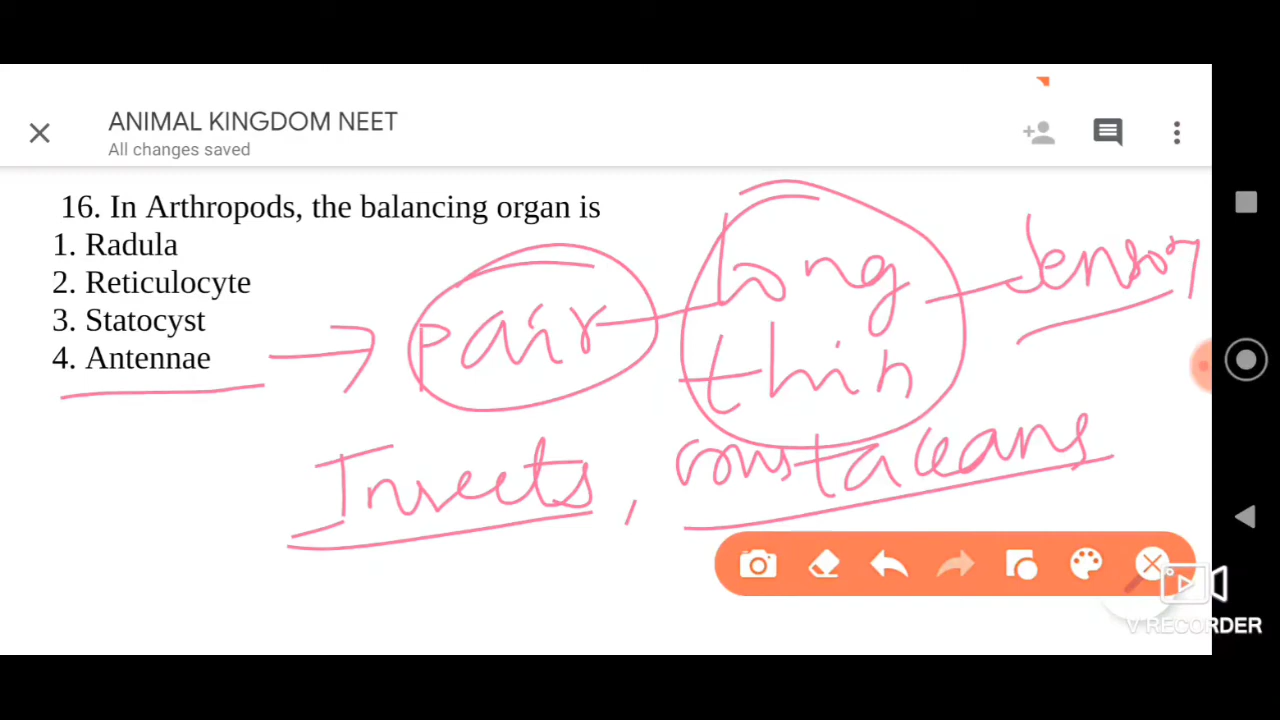 ANIMAL KINGDOM NEET
All changes saved
16. In Arthropods, the balancing organ is
1. Radula
2. Reticulocyte
3. Statocyst
4. Antennae
pair
long
thin
sensory
Insects, crustaceans
V RECORDER